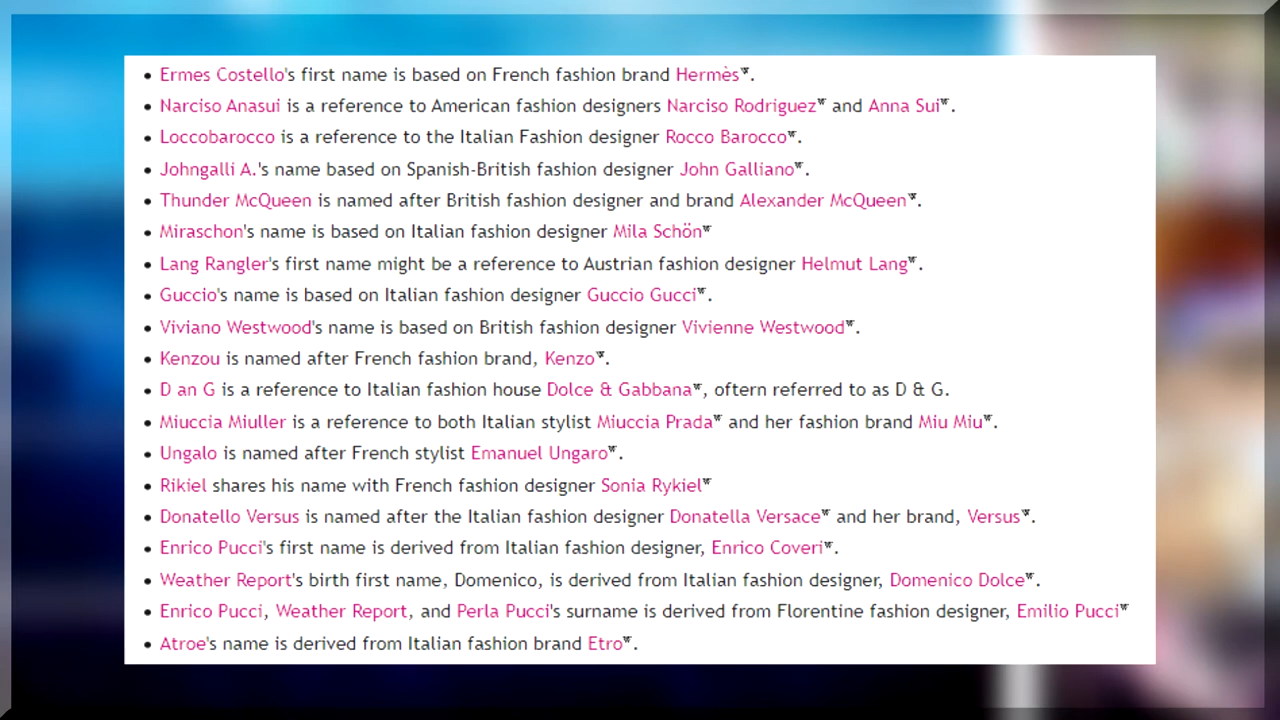 • Ermes Costello's first name is based on French fashion brand Hermès.
• Narciso Anasui is a reference to American fashion designers Narciso Rodriguez and Anna Sui.
• Loccobarocco is a reference to the Italian Fashion designer Rocco Barocco.
• Johngalli A.'s name based on Spanish-British fashion designer John Galliano.
• Thunder McQueen is named after British fashion designer and brand Alexander McQueen.
• Miraschon's name is based on Italian fashion designer Mila Schön
• Lang Rangler's first name might be a reference to Austrian fashion designer Helmut Lang.
• Guccio's name is based on Italian fashion designer Guccio Gucci.
• Viviano Westwood's name is based on British fashion designer Vivienne Westwood.
• Kenzou is named after French fashion brand, Kenzo.
• D an G is a reference to Italian fashion house Dolce & Gabbana, oftern referred to as D & G.
• Miuccia Miuller is a reference to both Italian stylist Miuccia Prada and her fashion brand Miu Miu.
• Ungalo is named after French stylist Emanuel Ungaro.
• Rikiel shares his name with French fashion designer Sonia Rykiel
• Donatello Versus is named after the Italian fashion designer Donatella Versace and her brand, Versus.
• Enrico Pucci's first name is derived from Italian fashion designer, Enrico Coveri.
• Weather Report's birth first name, Domenico, is derived from Italian fashion designer, Domenico Dolce.
• Enrico Pucci, Weather Report, and Perla Pucci's surname is derived from Florentine fashion designer, Emilio Pucci
• Atroe's name is derived from Italian fashion brand Etro.